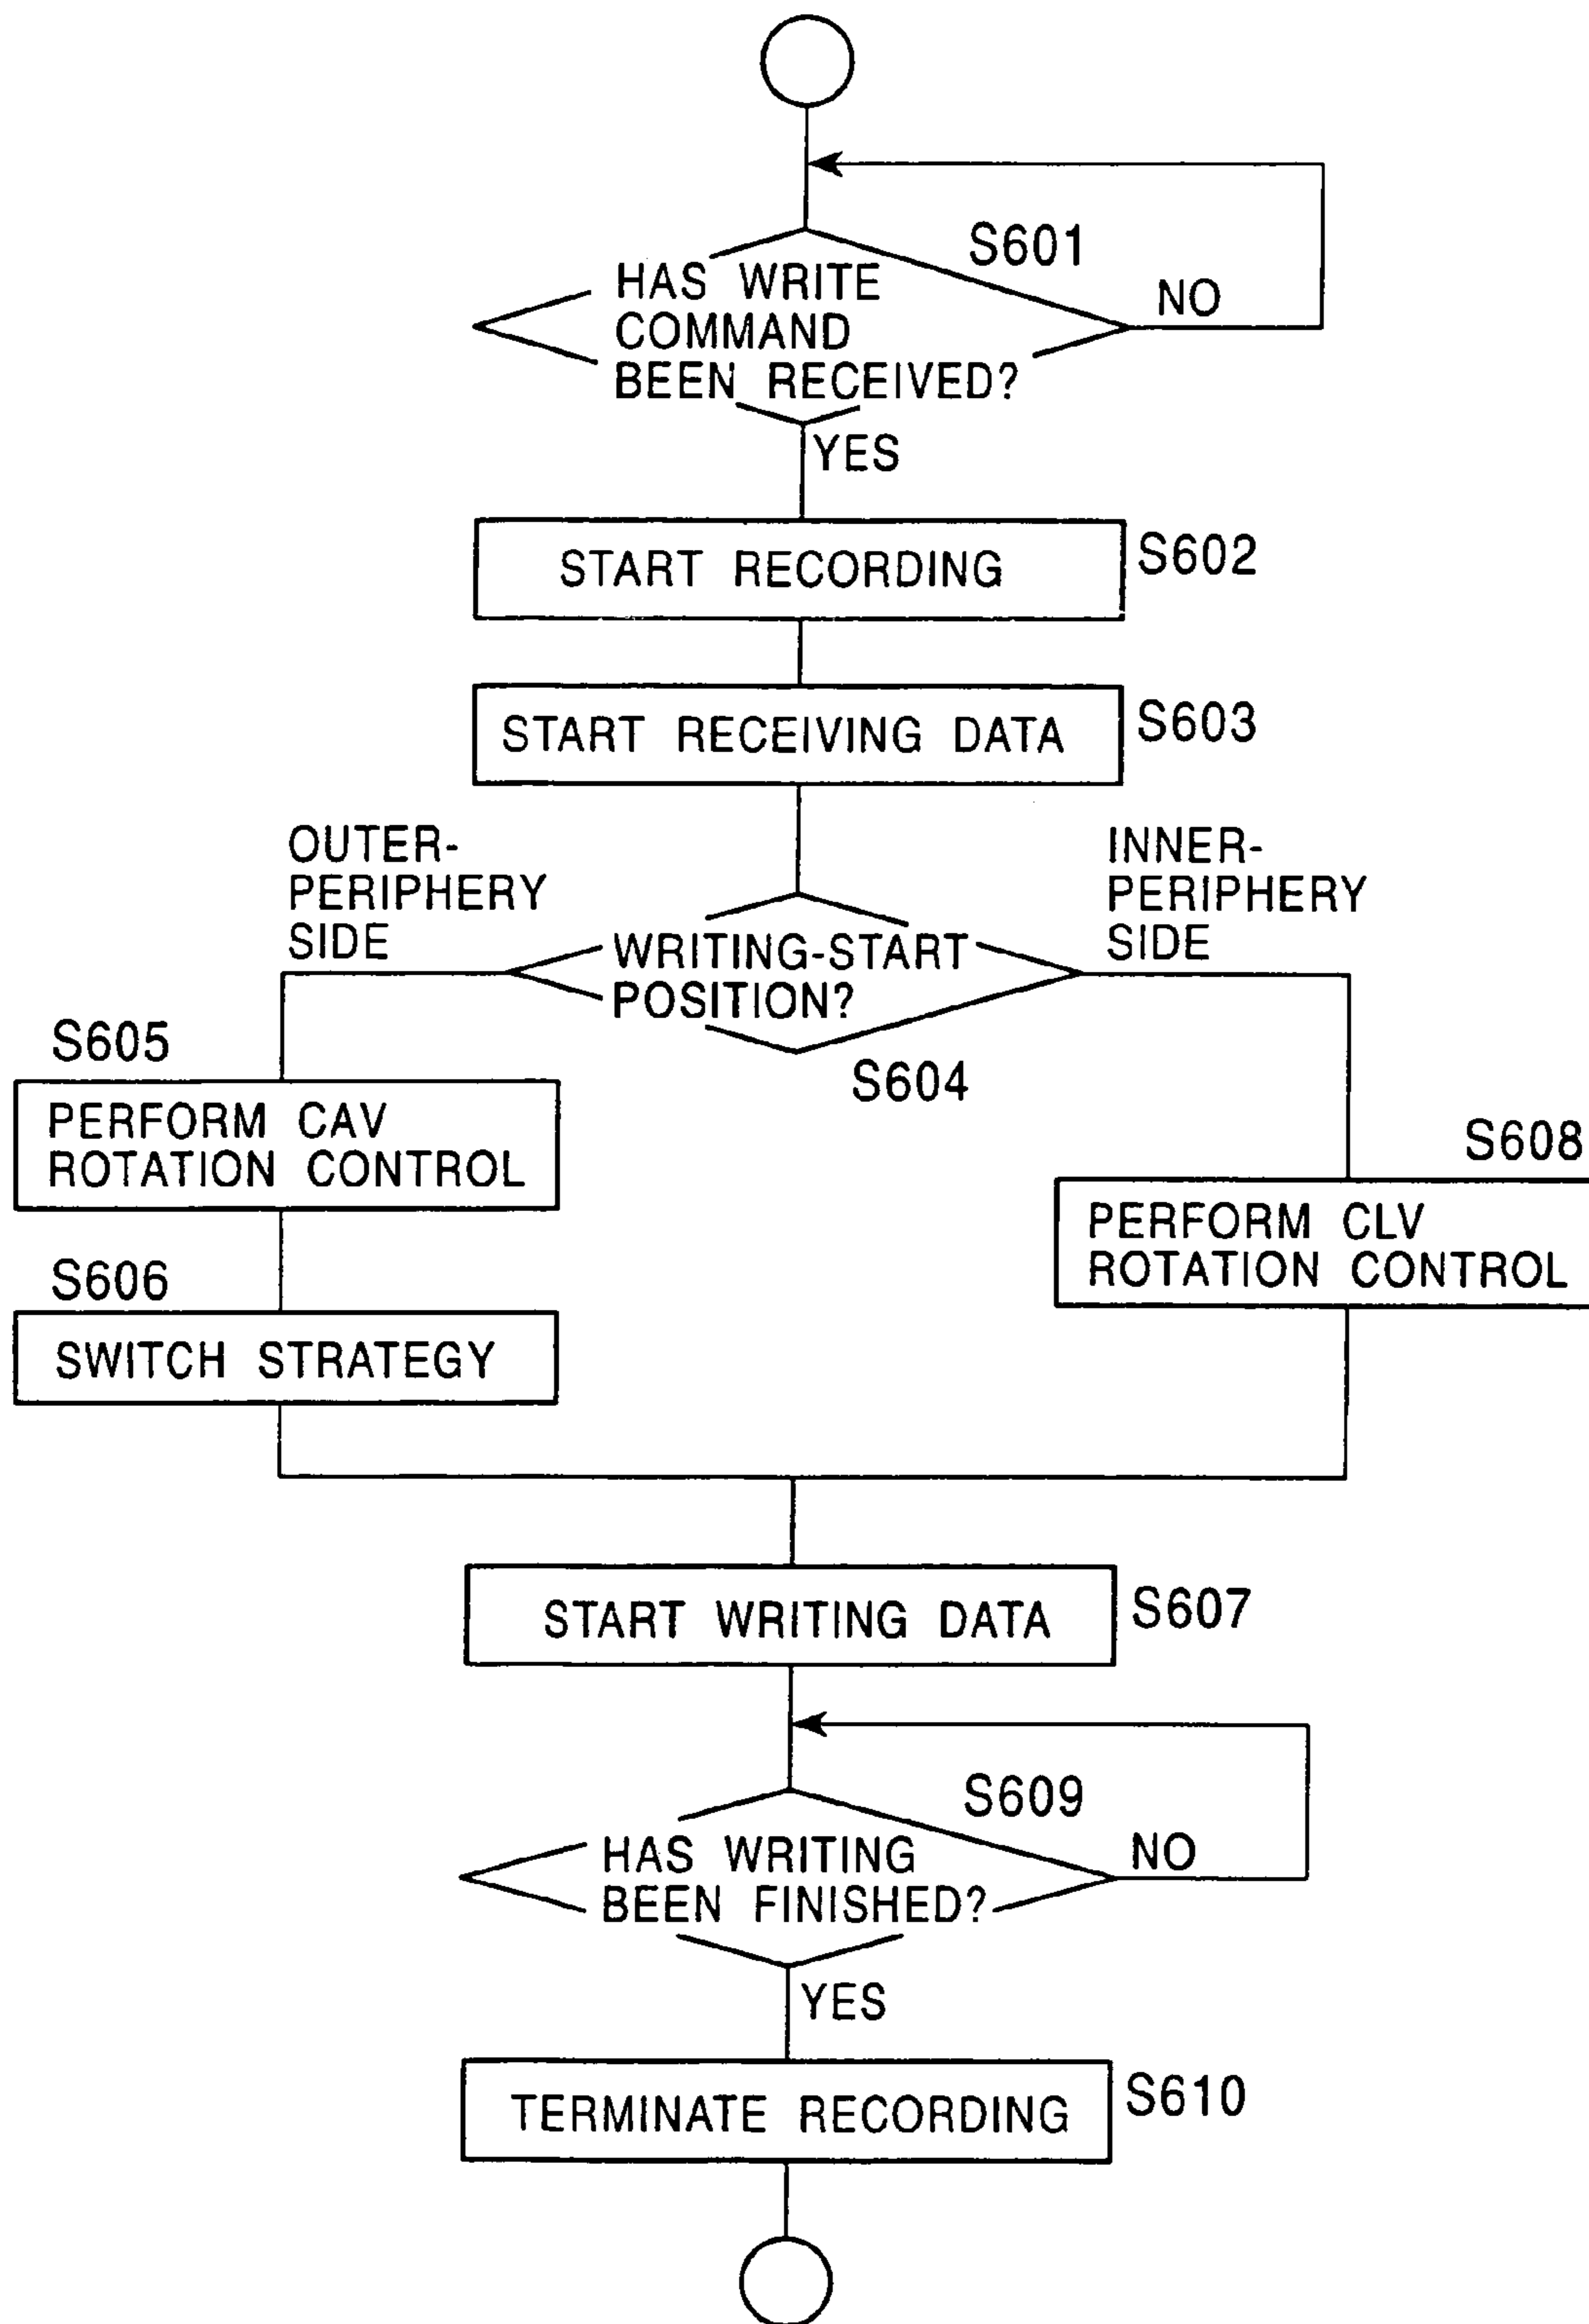 S601
HAS WRITE
COMMAND
BEEN RECEIVED?
NO
YES
START RECORDING
S602
START RECEIVING DATA
S603
OUTER-
PERIPHERY
SIDE
INNER-
PERIPHERY
SIDE
WRITING-START
POSITION?
S604
S605
PERFORM CAV
ROTATION CONTROL
S608
PERFORM CLV
ROTATION CONTROL
S606
SWITCH STRATEGY
START WRITING DATA
S607
S609
HAS WRITING
BEEN FINISHED?
NO
YES
TERMINATE RECORDING
S610